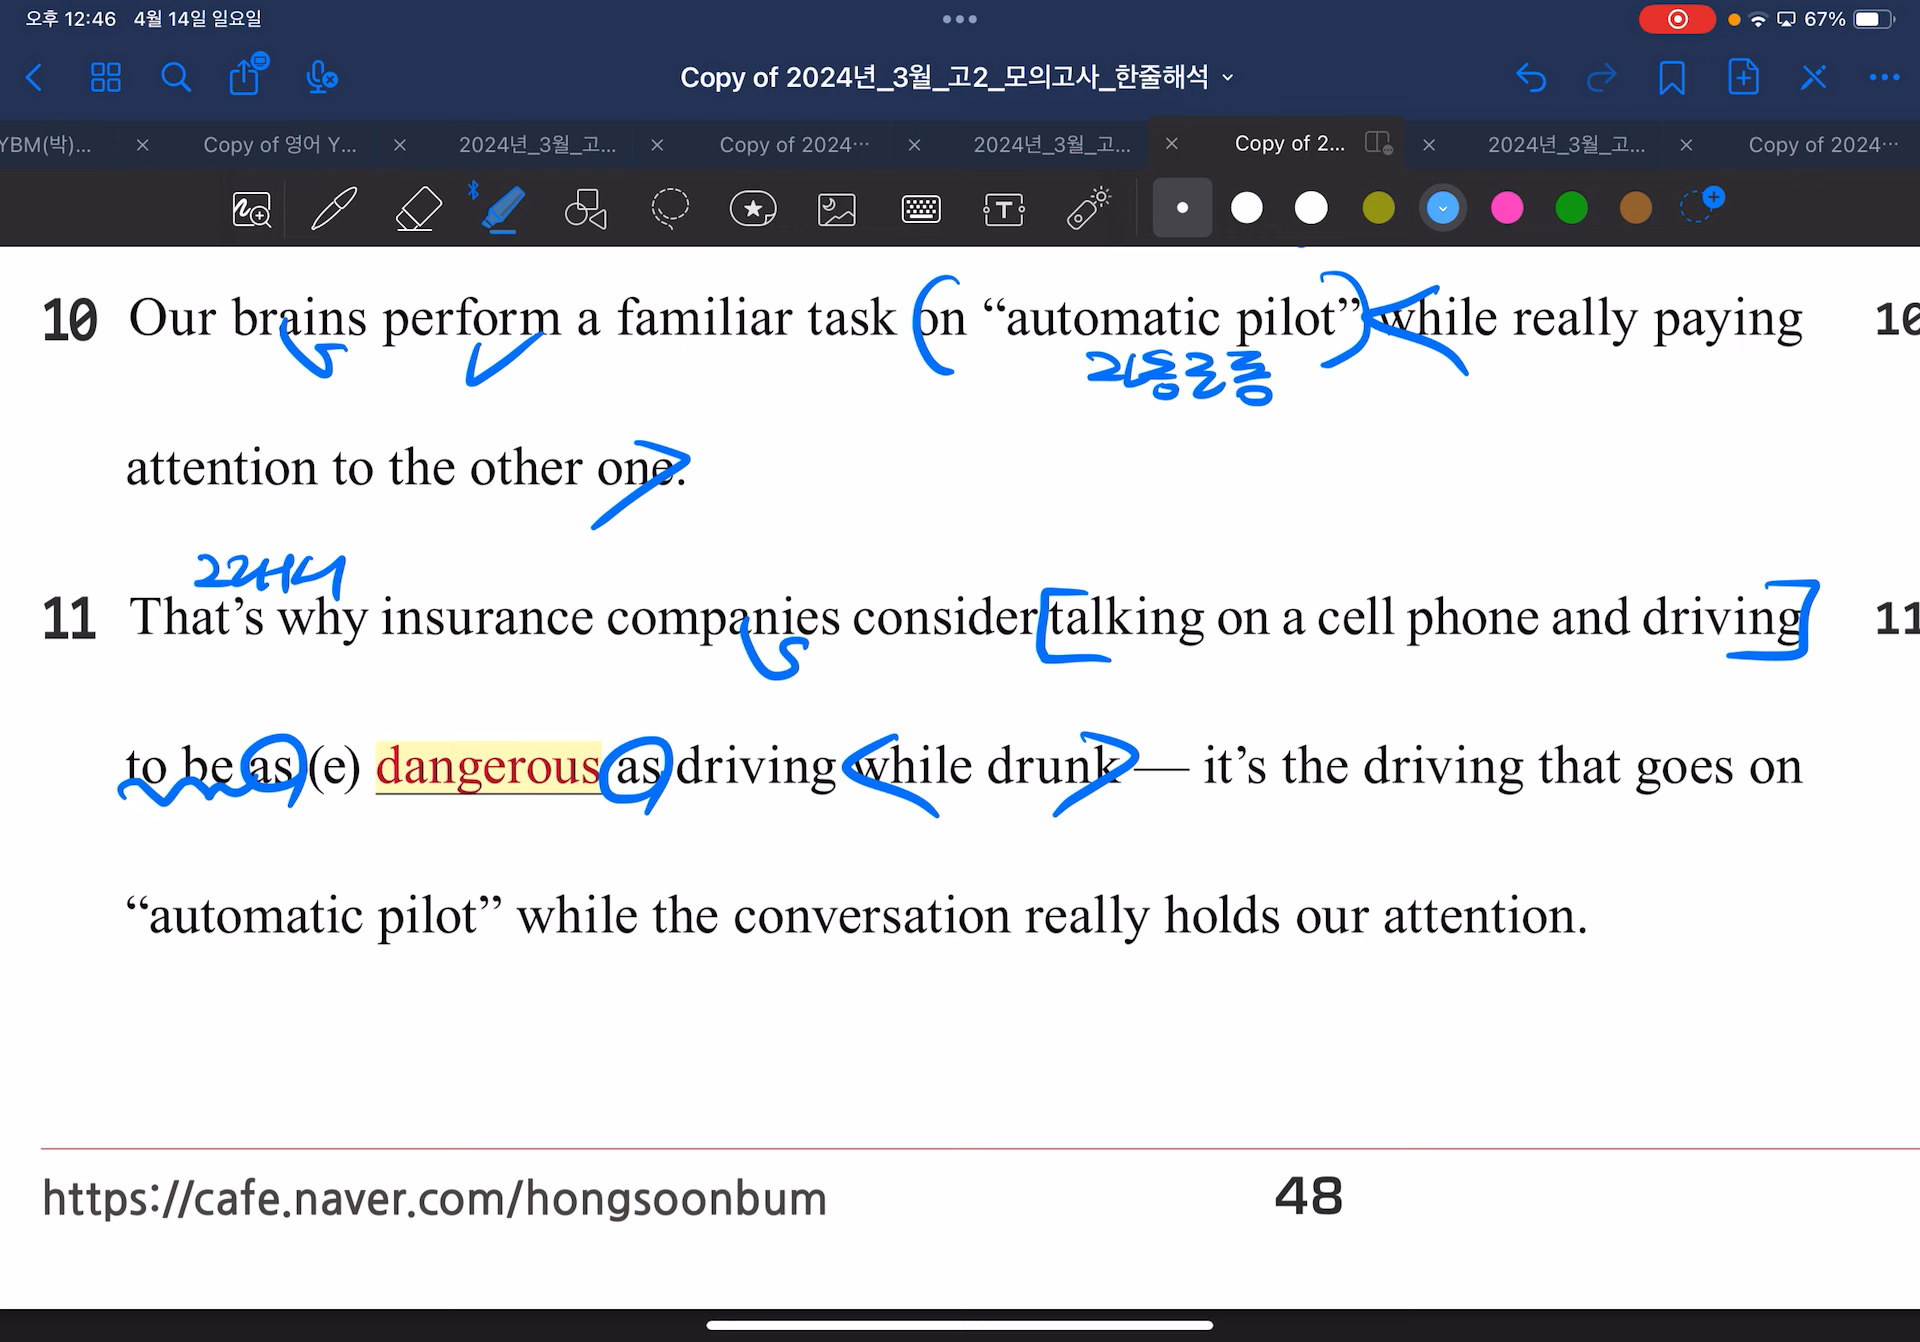 오후 12:46 4월 14일 일요일
67%
Copy of 2024년_3월_고2_모의고사_한줄해석
YBM(박)...
Copy of 영어 Y...
2024년_3월_고...
Copy of 2024...
2024년_3월_고...
Copy of 2...
2024년_3월_고...
Copy of 2024...
10 Our brains perform a familiar task on “automatic pilot” while really paying 10
attention to the other one.
그래서
11 That’s why insurance companies consider talking on a cell phone and driving 11
S
to be as (e) dangerous as driving while drunk — it’s the driving that goes on
“automatic pilot” while the conversation really holds our attention.
https://cafe.naver.com/hongsoonbum
48